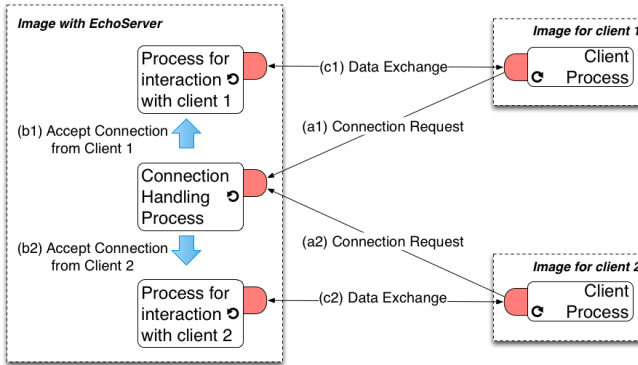 Image with EchoServer
Process for
interaction
with client 1
(b1) Accept Connection
from Client 1
Connection
Handling
Process
(b2) Accept Connection
from Client 2
Process for
interaction
with client 2
(c1) Data Exchange
(a1) Connection Request
(a2) Connection Request
(c2) Data Exchange
Image for client 1
Client
Process
Image for client 2
Client
Process